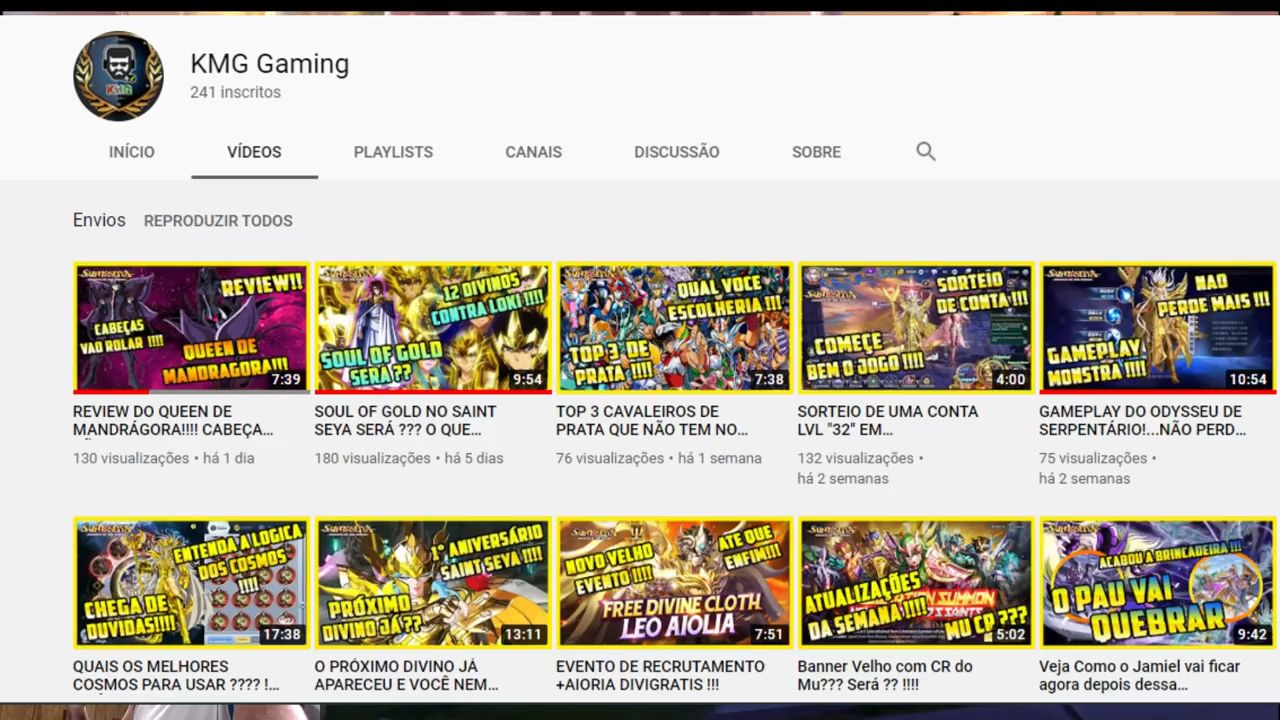 KMG Gaming
241 inscritos
KMG
INÍCIO VÍDEOS PLAYLISTS CANAIS DISCUSSÃO SOBRE
Envios REPRODUZIR TODOS
REVIEW!!
CABEÇAS
VAO ROLAR !!!!
QUEEN DE
MANDRAGORA!!!
7:39
12 DIVINOS
CONTRA LOKI !!!!
SOUL OF GOLD
SERA??
9:54
QUAL VOCE
ESCOLHERIA !!!
TOP 3 DE
PRATA !!!!
7:38
SORTEIO
DE CONTA !!!
COMECE
BEM O JOGO !!!!
4:00
NAO
PERDE MAIS !!!
GAMEPLAY
MONSTRA !!!!
10:54
REVIEW DO QUEEN DE
MANDRÁGORA!!!! CABEÇA...
130 visualizações • há 1 dia
SOUL OF GOLD NO SAINT
SEYA SERÁ ??? O QUE...
180 visualizações • há 5 dias
TOP 3 CAVALEIROS DE
PRATA QUE NÃO TEM NO...
76 visualizações • há 1 semana
SORTEIO DE UMA CONTA
LVL "32" EM...
132 visualizações •
há 2 semanas
GAMEPLAY DO ODYSSEU DE
SERPENTÁRIO!...NÃO PERD...
75 visualizações •
há 2 semanas
ENTENDA A LOGICA
DOS COSMOS
!!!!
CHEGA DE
DUVIDAS!!!!
17:38
1° ANIVERSÁRIO
SAINT SEYA !!!!
PRÓXIMO
DIVINO JÁ??
13:11
NOVO VELHO
EVENTO !!!!
ATE QUE
ENFIM!!!
FREE DIVINE CLOTH
LEO AIOLIA
7:51
ATUALIZAÇÕES
DA SEMANA!!!!
SUMMON
SAINTS
MU CP ???
5:02
ACABOU A BRINCADEIRA !!!
O PAU VAI
QUEBRAR
9:42
QUAIS OS MELHORES
COSMOS PARA USAR ???? !...
O PRÓXIMO DIVINO JÁ
APARECEU E VOCÊ NEM...
EVENTO DE RECRUTAMENTO
+AIORIA DIVIGRATIS !!!
Banner Velho com CR do
Mu??? Será ?? !!!!
Veja Como o Jamiel vai ficar
agora depois dessa...